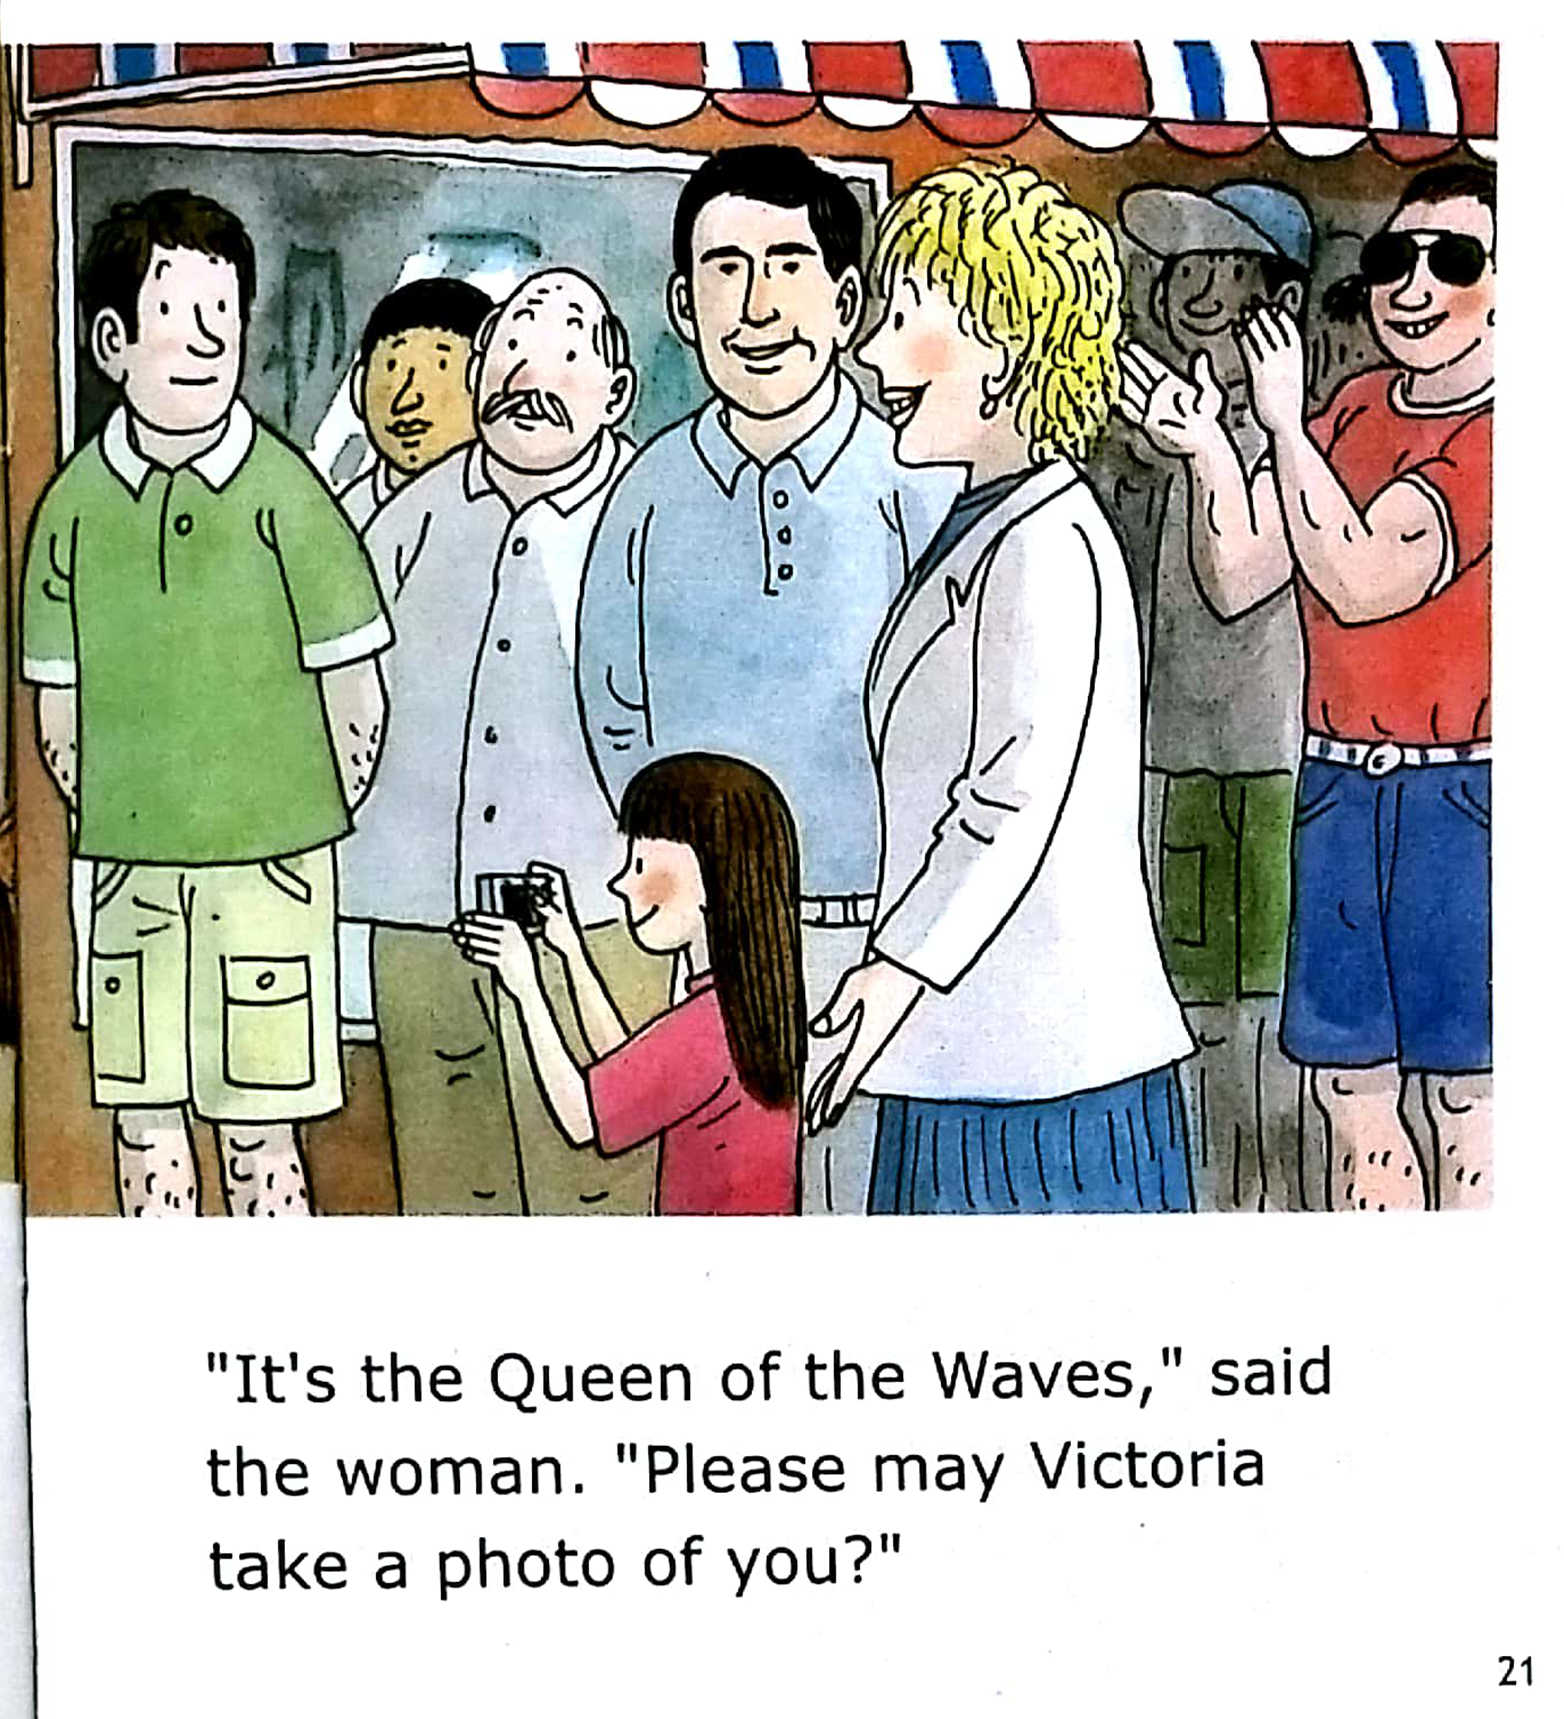 "It's the Queen of the Waves," said
the woman. "Please may Victoria
take a photo of you?"
21